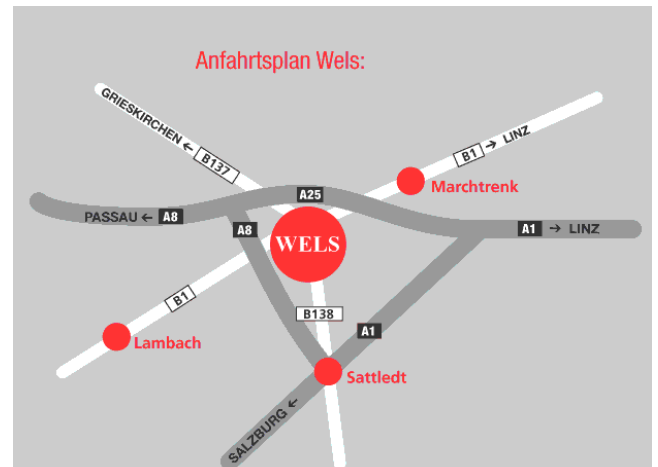 Anfahrtsplan Wels:
GRIESKIRCHEN ← B137
B1 → LINZ
Marchtrenk
A25
PASSAU ← A8
A8
WELS
A1 → LINZ
B1
B138
A1
Lambach
Sattledt
SALZBURG ←